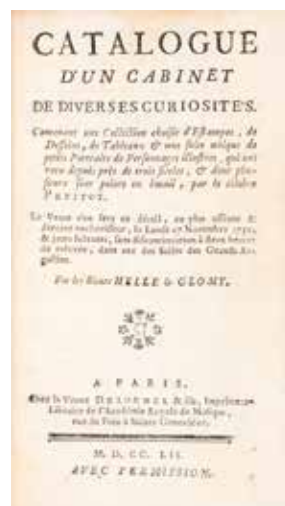 CATALOGUE
D'UN CABINET
DE DIVERSES CURIOSITÉS.
Contenant une Collection choisie d'Estampes, de
Desseins, de Tableaux & une suite unique de
petits Portraits de Personnages illustres, qui ont
vecu depuis près de trois siécles, & dont plu-
sieurs sont peints en émail, par le célebre
PETITOT.
La Vente s'en fera en détail, au plus offrant &
dernier encherisseur, le Lundi 27 Novembre 1752,
& jours suivans, sans discontinuation à deux heures
de relevée, dans une des Salles des Grands Au-
gustins.
Par les Sieurs HELLE & GLOMY.
A PARIS,
Chez la Veuve DELORMEL & fils, Imprimeur-
Libraire de l'Académie Royale de Musique,
rue du Foin à Sainte Geneviéve.
M. D. CC. LII.
AVEC PERMISSION.